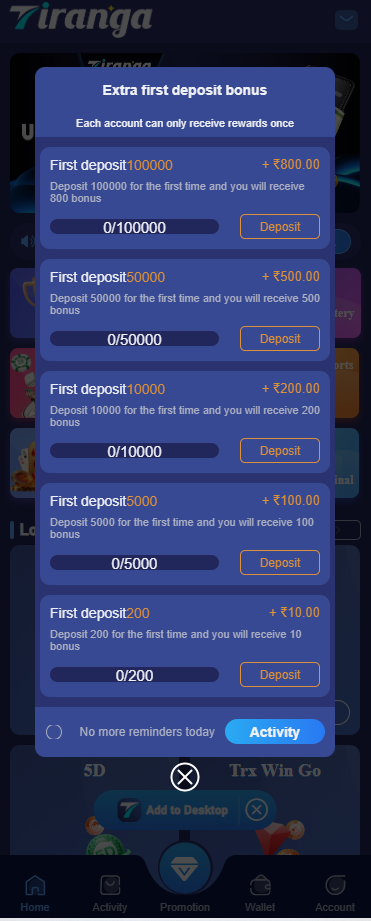 Tiranga
Extra first deposit bonus
Each account can only receive rewards once
First deposit100000
+ ₹800.00
Deposit 100000 for the first time and you will receive
800 bonus
0/100000
Deposit
First deposit50000
+ ₹500.00
Deposit 50000 for the first time and you will receive 500
bonus
0/50000
Deposit
First deposit10000
+ ₹200.00
Deposit 10000 for the first time and you will receive 200
bonus
0/10000
Deposit
First deposit5000
+ ₹100.00
Deposit 5000 for the first time and you will receive 100
bonus
0/5000
Deposit
First deposit200
+ ₹10.00
Deposit 200 for the first time and you will receive 10
bonus
0/200
Deposit
No more reminders today
Activity
5D
Trx Win Go
Add to Desktop
Home
Activity
Promotion
Wallet
Account